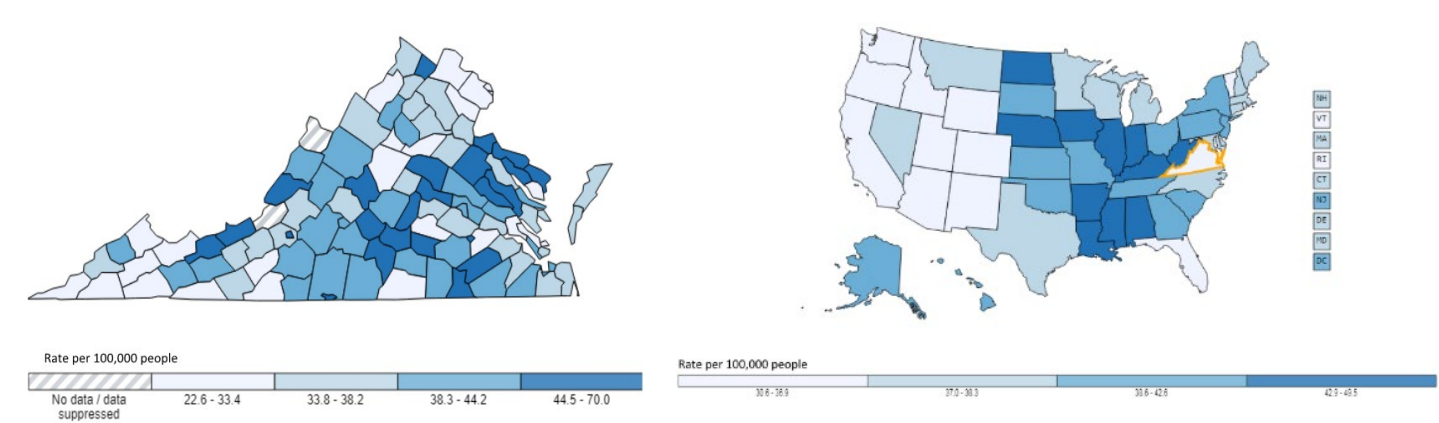 NH
VT
MA
RI
CT
NJ
DE
MD
DC
Rate per 100,000 people
No data / data
suppressed
22.6 - 33.4
33.8 - 38.2
38.3 - 44.2
44.5 - 70.0
Rate per 100,000 people
30.6 - 36.9
37.0 - 38.3
38.6 - 42.6
42.9 - 49.5